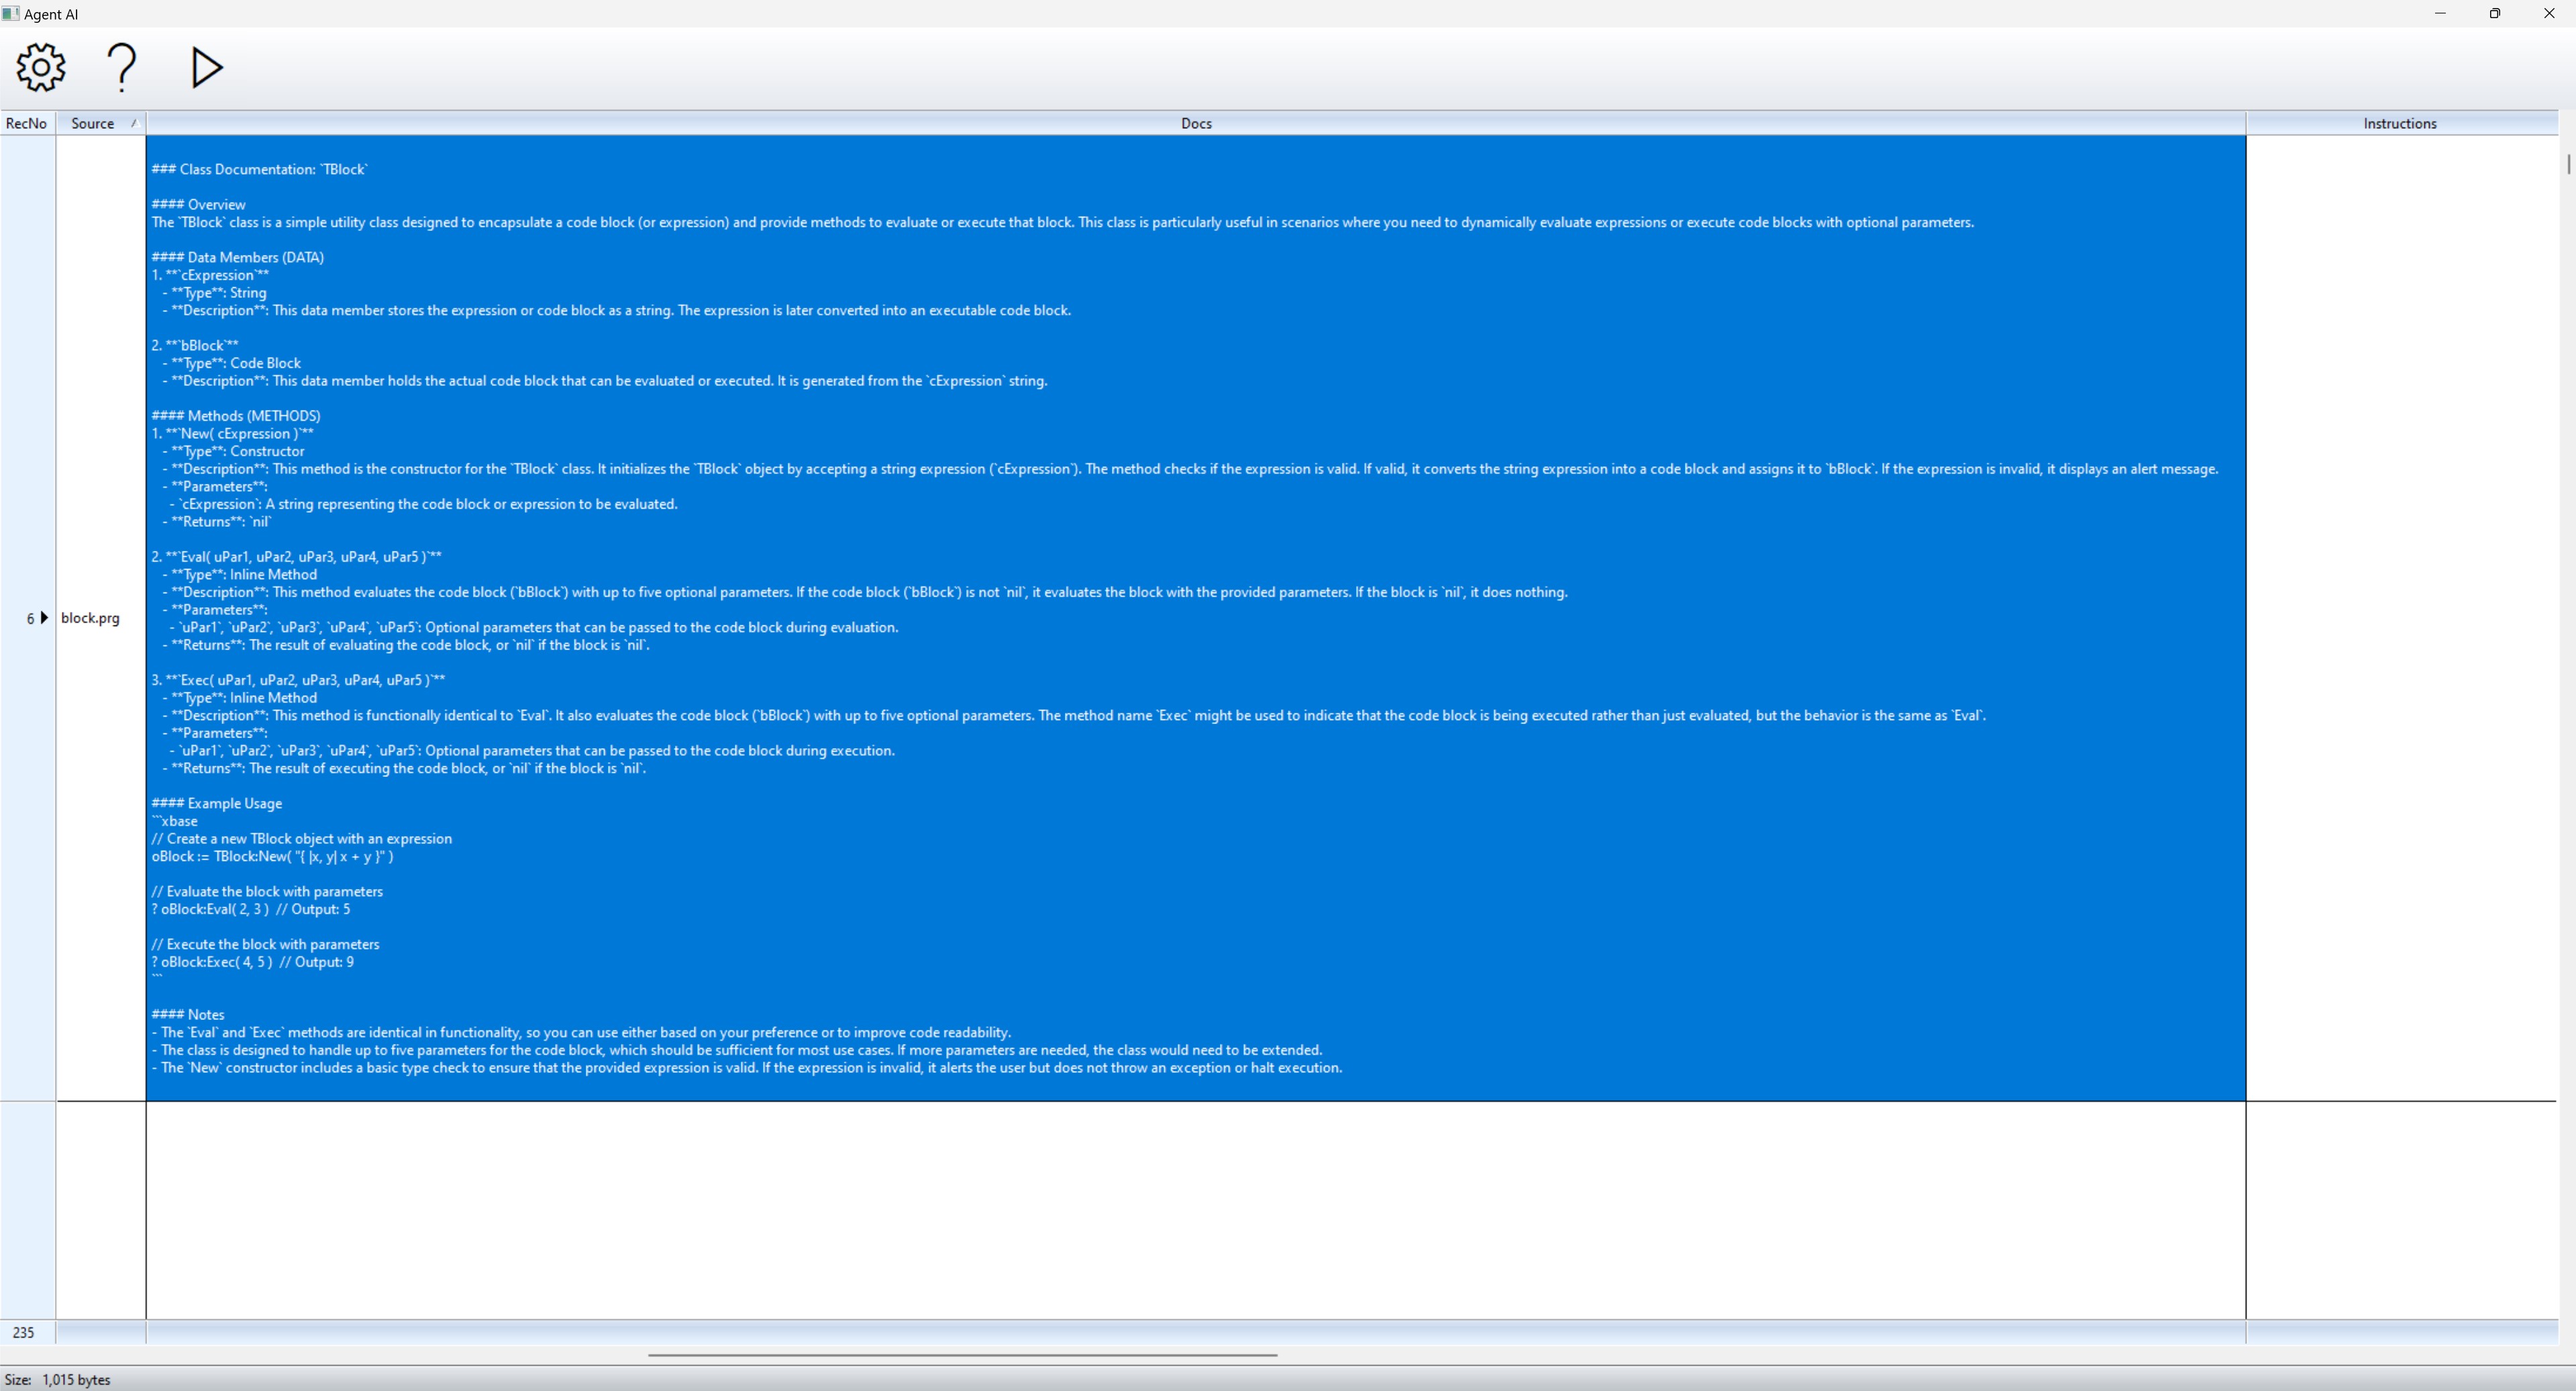 Agent AI
RecNo Source Docs Instructions
### Class Documentation: `TBlock`
#### Overview
The `TBlock` class is a simple utility class designed to encapsulate a code block (or expression) and provide methods to evaluate or execute that block. This class is particularly useful in scenarios where you need to dynamically evaluate expressions or execute code blocks with optional parameters.
#### Data Members (DATA)
1. **`cExpression`**
- **Type**: String
- **Description**: This data member stores the expression or code block as a string. The expression is later converted into an executable code block.
2. **`bBlock`**
- **Type**: Code Block
- **Description**: This data member holds the actual code block that can be evaluated or executed. It is generated from the `cExpression` string.
#### Methods (METHODS)
1. **`New( cExpression )`**
- **Type**: Constructor
- **Description**: This method is the constructor for the `TBlock` class. It initializes the `TBlock` object by accepting a string expression (`cExpression`). The method checks if the expression is valid. If valid, it converts the string expression into a code block and assigns it to `bBlock`. If the expression is invalid, it displays an alert message.
- **Parameters**:
- `cExpression`: A string representing the code block or expression to be evaluated.
- **Returns**: `nil`
2. **`Eval( uPar1, uPar2, uPar3, uPar4, uPar5 )`**
- **Type**: Inline Method
- **Description**: This method evaluates the code block (`bBlock`) with up to five optional parameters. If the code block (`bBlock`) is not `nil`, it evaluates the block with the provided parameters. If the block is `nil`, it does nothing.
- **Parameters**:
- `uPar1`, `uPar2`, `uPar3`, `uPar4`, `uPar5`: Optional parameters that can be passed to the code block during evaluation.
- **Returns**: The result of evaluating the code block, or `nil` if the block is `nil`.
6 block.prg
3. **`Exec( uPar1, uPar2, uPar3, uPar4, uPar5 )`**
- **Type**: Inline Method
- **Description**: This method is functionally identical to `Eval`. It also evaluates the code block (`bBlock`) with up to five optional parameters. The method name `Exec` might be used to indicate that the code block is being executed rather than just evaluated, but the behavior is the same as `Eval`.
- **Parameters**:
- `uPar1`, `uPar2`, `uPar3`, `uPar4`, `uPar5`: Optional parameters that can be passed to the code block during execution.
- **Returns**: The result of executing the code block, or `nil` if the block is `nil`.
#### Example Usage
```xbase
// Create a new TBlock object with an expression
oBlock := TBlock:New( "{ |x, y| x + y }" )
// Evaluate the block with parameters
? oBlock:Eval( 2, 3 ) // Output: 5
// Execute the block with parameters
? oBlock:Exec( 4, 5 ) // Output: 9
```
#### Notes
- The `Eval` and `Exec` methods are identical in functionality, so you can use either based on your preference or to improve code readability.
- The class is designed to handle up to five parameters for the code block, which should be sufficient for most use cases. If more parameters are needed, the class would need to be extended.
- The `New` constructor includes a basic type check to ensure that the provided expression is valid. If the expression is invalid, it alerts the user but does not throw an exception or halt execution.
235
Size: 1,015 bytes